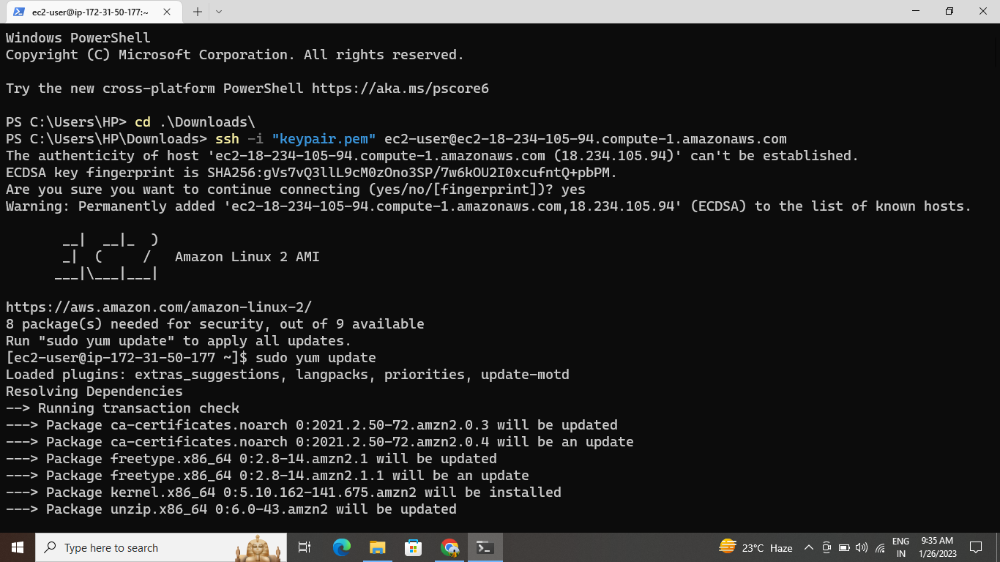 ec2-user@ip-172-31-50-177:~
Windows PowerShell
Copyright (C) Microsoft Corporation. All rights reserved.
Try the new cross-platform PowerShell https://aka.ms/pscore6
PS C:\Users\HP> cd .\Downloads\
PS C:\Users\HP\Downloads> ssh -i "keypair.pem" ec2-user@ec2-18-234-105-94.compute-1.amazonaws.com
The authenticity of host 'ec2-18-234-105-94.compute-1.amazonaws.com (18.234.105.94)' can't be established.
ECDSA key fingerprint is SHA256:gVs7vQ3llL9cM0zOno3SP/7w6kOU2I0xcufntQ+pbPM.
Are you sure you want to continue connecting (yes/no/[fingerprint])? yes
Warning: Permanently added 'ec2-18-234-105-94.compute-1.amazonaws.com,18.234.105.94' (ECDSA) to the list of known hosts.
       __|  __|_  )
       _|  (     /   Amazon Linux 2 AMI
      ___|\___|___|
https://aws.amazon.com/amazon-linux-2/
8 package(s) needed for security, out of 9 available
Run "sudo yum update" to apply all updates.
[ec2-user@ip-172-31-50-177 ~]$ sudo yum update
Loaded plugins: extras_suggestions, langpacks, priorities, update-motd
Resolving Dependencies
--> Running transaction check
---> Package ca-certificates.noarch 0:2021.2.50-72.amzn2.0.3 will be updated
---> Package ca-certificates.noarch 0:2021.2.50-72.amzn2.0.4 will be an update
---> Package freetype.x86_64 0:2.8-14.amzn2.1 will be updated
---> Package freetype.x86_64 0:2.8-14.amzn2.1.1 will be an update
---> Package kernel.x86_64 0:5.10.162-141.675.amzn2 will be installed
---> Package unzip.x86_64 0:6.0-43.amzn2 will be updated
Type here to search
23°C Haze
ENG
IN
9:35 AM
1/26/2023